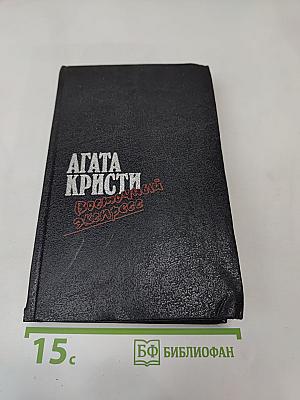 АГАТА
КРИСТИ
Восточный
экспресс
15с
БФ БИБЛИОФАН